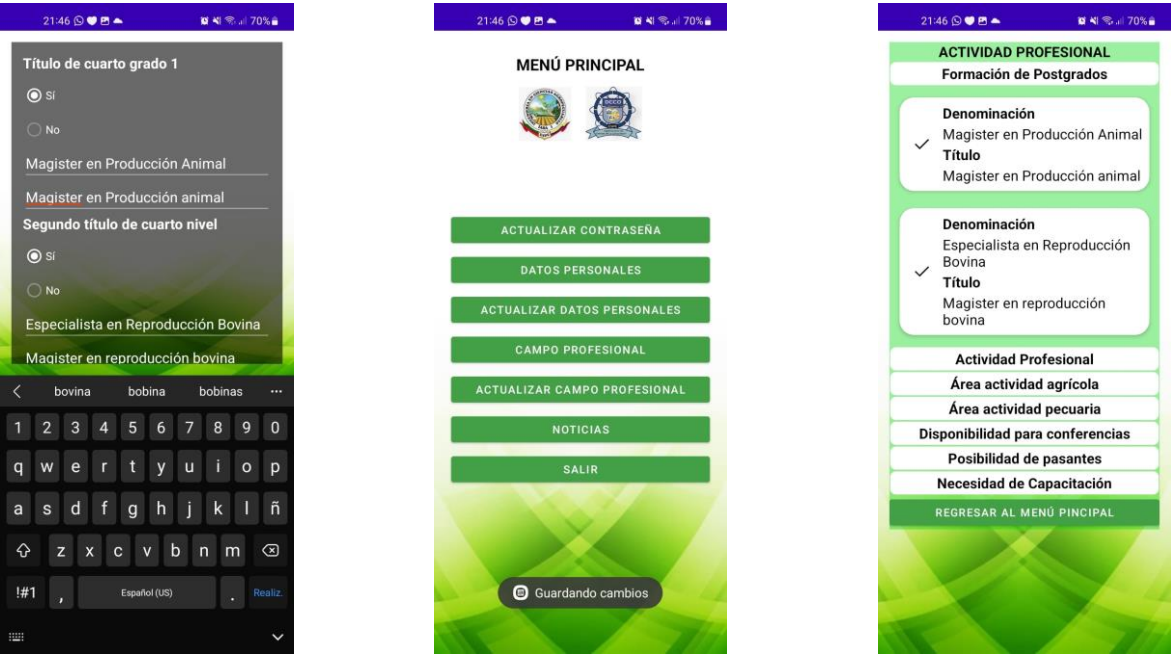 21:46
70%
Título de cuarto grado 1
Sí
No
Magister en Producción Animal
Magister en Producción animal
Segundo título de cuarto nivel
Sí
No
Especialista en Reproducción Bovina
Magister en reproducción bovina
bovina bobina bobinas
1 2 3 4 5 6 7 8 9 0
q w e r t y u i o p
a s d f g h j k l ñ
z x c v b n m
!#1 , Español (US) . Realiz.
21:46
70%
MENÚ PRINCIPAL
ACTUALIZAR CONTRASEÑA
DATOS PERSONALES
ACTUALIZAR DATOS PERSONALES
CAMPO PROFESIONAL
ACTUALIZAR CAMPO PROFESIONAL
NOTICIAS
SALIR
Guardando cambios
21:46
70%
ACTIVIDAD PROFESIONAL
Formación de Postgrados
Denominación
Magister en Producción Animal
Título
Magister en Producción animal
Denominación
Especialista en Reproducción
Bovina
Título
Magister en reproducción
bovina
Actividad Profesional
Área actividad agrícola
Área actividad pecuaria
Disponibilidad para conferencias
Posibilidad de pasantes
Necesidad de Capacitación
REGRESAR AL MENÚ PINCIPAL